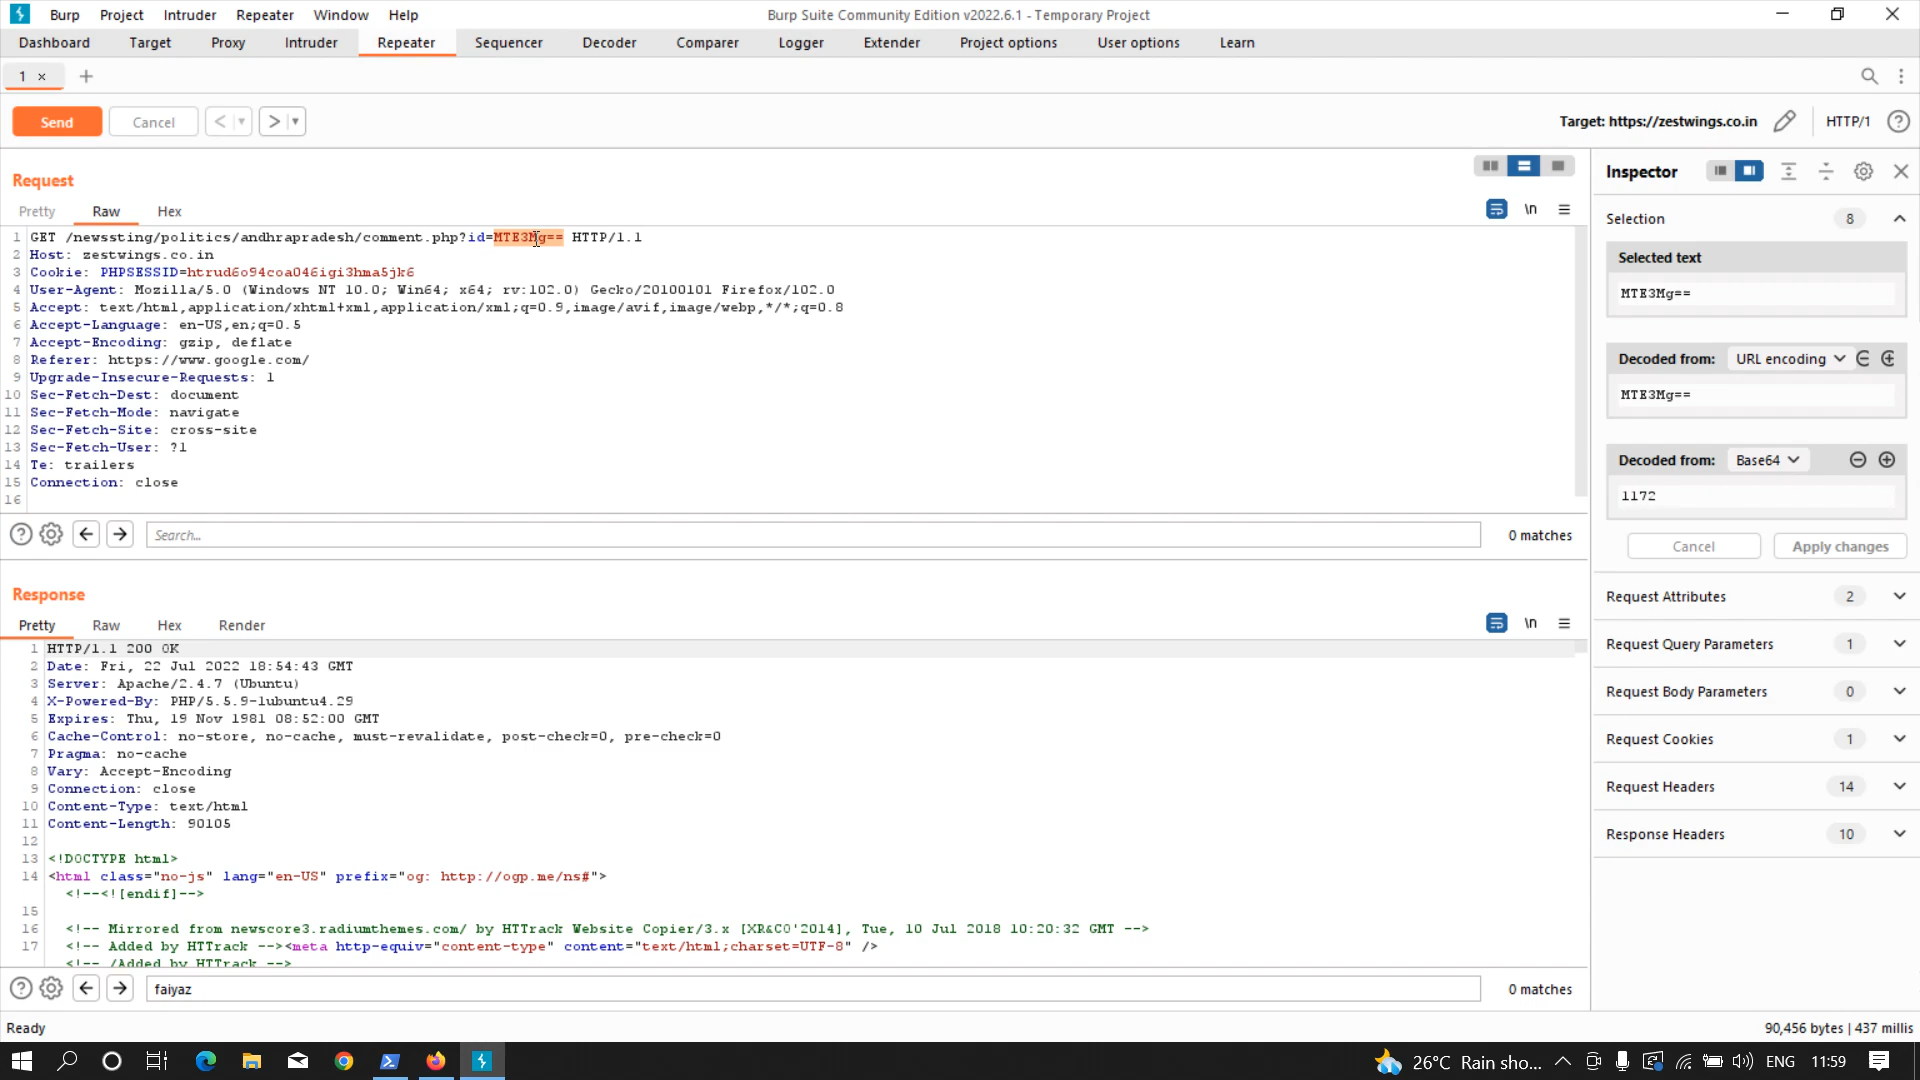 Burp Project Intruder Repeater Window Help
Burp Suite Community Edition v2022.6.1 - Temporary Project
Dashboard Target Proxy Intruder Repeater Sequencer Decoder Comparer Logger Extender Project options User options Learn
1 ×
Send Cancel < > Target: https://zestwings.co.in HTTP/1 ?
Request
Pretty Raw Hex \n
1 GET /newssting/politics/andhrapradesh/comment.php?id=MTE3Mg== HTTP/1.1
2 Host: zestwings.co.in
3 Cookie: PHPSESSID=htrud6o94coa046igi3hma5jk6
4 User-Agent: Mozilla/5.0 (Windows NT 10.0; Win64; x64; rv:102.0) Gecko/20100101 Firefox/102.0
5 Accept: text/html,application/xhtml+xml,application/xml;q=0.9,image/avif,image/webp,*/*;q=0.8
6 Accept-Language: en-US,en;q=0.5
7 Accept-Encoding: gzip, deflate
8 Referer: https://www.google.com/
9 Upgrade-Insecure-Requests: 1
10 Sec-Fetch-Dest: document
11 Sec-Fetch-Mode: navigate
12 Sec-Fetch-Site: cross-site
13 Sec-Fetch-User: ?1
14 Te: trailers
15 Connection: close
16
Search... 0 matches
Response
Pretty Raw Hex Render \n
1 HTTP/1.1 200 OK
2 Date: Fri, 22 Jul 2022 18:54:43 GMT
3 Server: Apache/2.4.7 (Ubuntu)
4 X-Powered-By: PHP/5.5.9-1ubuntu4.29
5 Expires: Thu, 19 Nov 1981 08:52:00 GMT
6 Cache-Control: no-store, no-cache, must-revalidate, post-check=0, pre-check=0
7 Pragma: no-cache
8 Vary: Accept-Encoding
9 Connection: close
10 Content-Type: text/html
11 Content-Length: 90105
12
13 <!DOCTYPE html>
14 <html class="no-js" lang="en-US" prefix="og: http://ogp.me/ns#">
<!--<![endif]-->
15
16 <!-- Mirrored from newscore3.radiumthemes.com/ by HTTrack Website Copier/3.x [XR&CO'2014], Tue, 10 Jul 2018 10:20:32 GMT -->
17 <!-- Added by HTTrack --><meta http-equiv="content-type" content="text/html;charset=UTF-8" />
<!-- /Added by HTTrack -->
faiyaz 0 matches
Inspector
Selection 8
Selected text
MTE3Mg==
Decoded from: URL encoding
MTE3Mg==
Decoded from: Base64
1172
Cancel Apply changes
Request Attributes 2
Request Query Parameters 1
Request Body Parameters 0
Request Cookies 1
Request Headers 14
Response Headers 10
Ready 90,456 bytes | 437 millis
26°C Rain sho... ENG 11:59